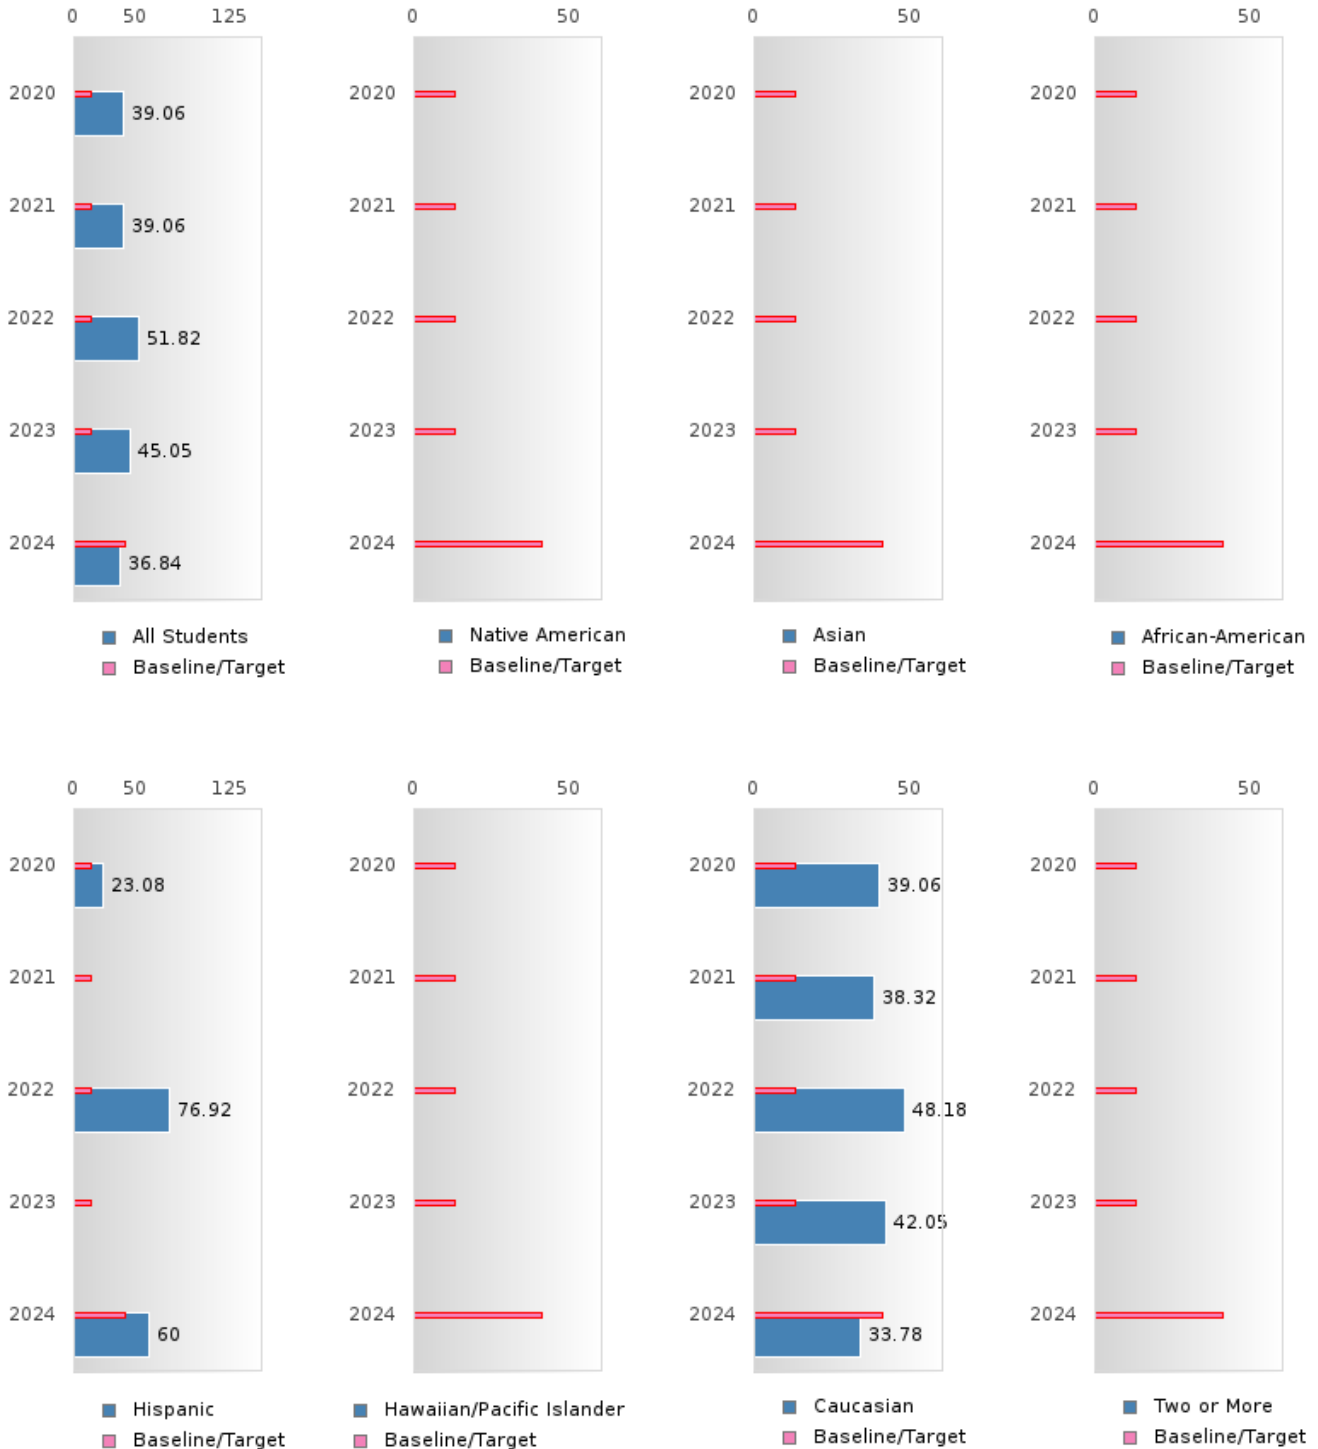 0 50 125 0 50 0 50 0 50
2020 39.06 2020 2020 2020
2021 39.06 2021 2021 2021
2022 51.82 2022 2022 2022
2023 45.05 2023 2023 2023
2024 36.84 2024 2024 2024
All Students Native American Asian African-American
Baseline/Target Baseline/Target Baseline/Target Baseline/Target
0 50 125 0 50 0 50 0 50
2020 23.08 2020 2020 39.06 2020
2021 2021 2021 38.32 2021
2022 76.92 2022 2022 48.18 2022
2023 2023 2023 42.05 2023
2024 60 2024 2024 33.78 2024
Hispanic Hawaiian/Pacific Islander Caucasian Two or More
Baseline/Target Baseline/Target Baseline/Target Baseline/Target